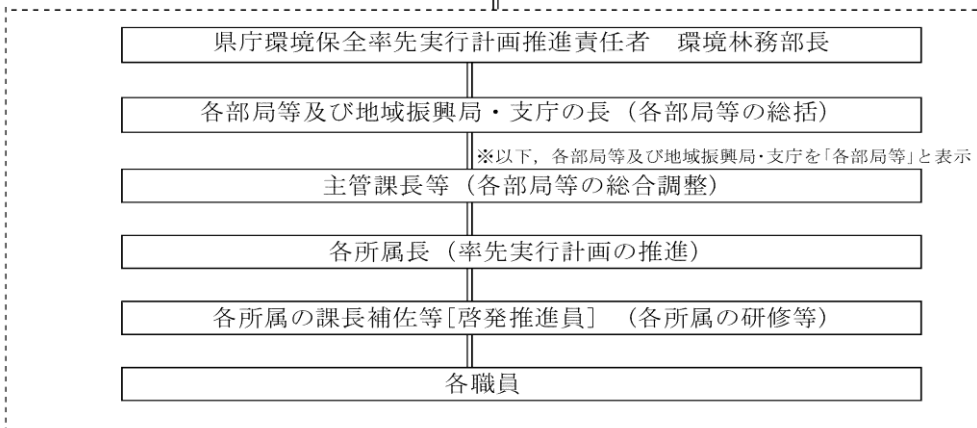 県庁環境保全率先実行計画推進責任者　環境林務部長
各部局等及び地域振興局・支庁の長（各部局等の総括）
※以下，各部局等及び地域振興局・支庁を｢各部局等｣と表示
主管課長等（各部局等の総合調整）
各所属長（率先実行計画の推進）
各所属の課長補佐等[啓発推進員]　（各所属の研修等）
各職員